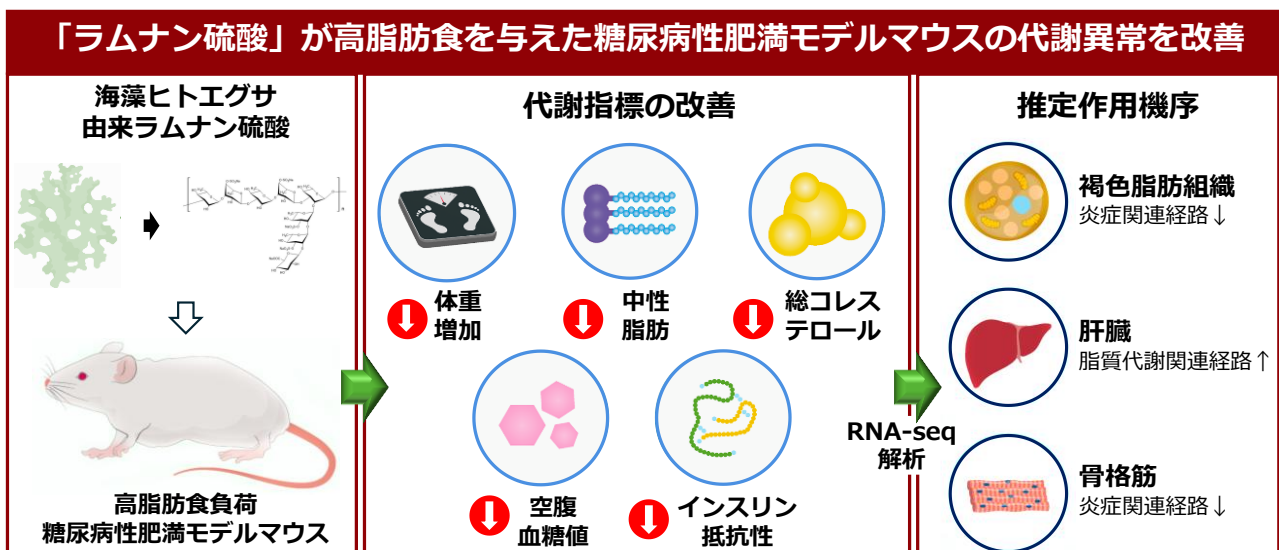 「ラムナン硫酸」が高脂肪食を与えた糖尿病性肥満モデルマウスの代謝異常を改善
海藻ヒトエグサ
由来ラムナン硫酸
高脂肪食負荷
糖尿病性肥満モデルマウス
代謝指標の改善
体重
増加
中性
脂肪
総コレス
テロール
空腹
血糖値
インスリン
抵抗性
RNA-seq
解析
推定作用機序
褐色脂肪組織
炎症関連経路↓
肝臓
脂質代謝関連経路↑
骨格筋
炎症関連経路↓